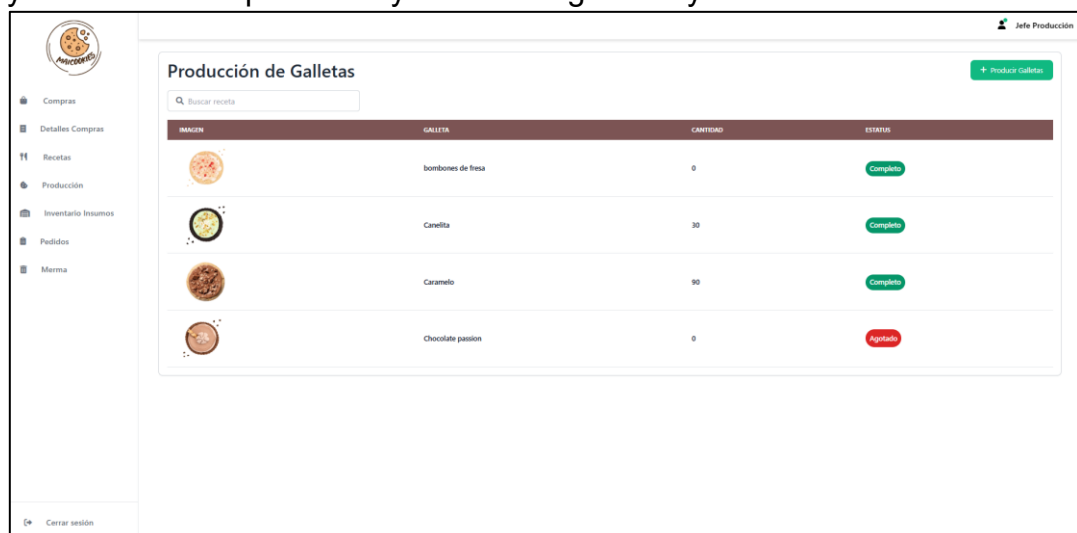 Jefe Producción
MAICOOKIES
Compras
Detalles Compras
Recetas
Producción
Inventario Insumos
Pedidos
Merma
Cerrar sesión
Producción de Galletas
+ Producir Galletas
Buscar receta
IMAGEN GALLETA CANTIDAD ESTATUS
bombones de fresa 0 Completo
Canelita 30 Completo
Caramelo 90 Completo
Chocolate passion 0 Agotado